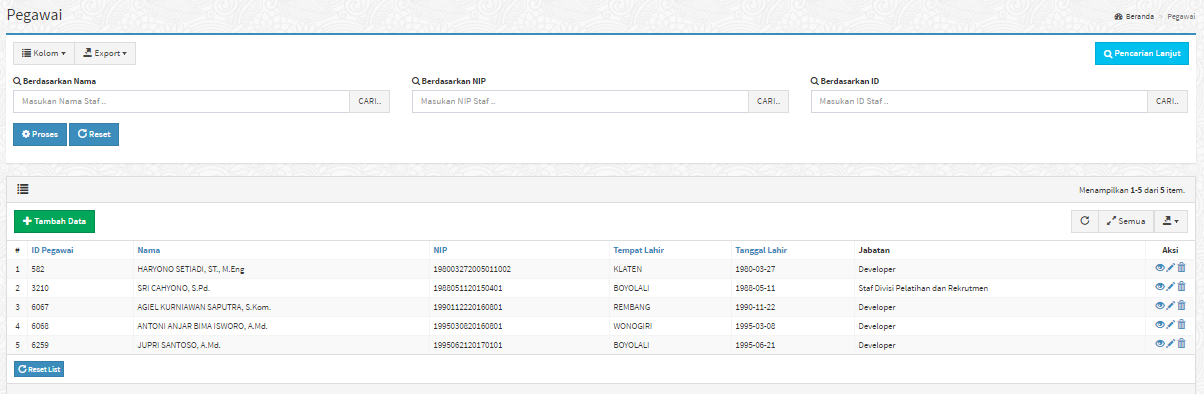 Pegawai
Beranda > Pegawai
Kolom Export Pencarian Lanjut
Berdasarkan Nama Berdasarkan NIP Berdasarkan ID
Masukan Nama Staf .. CARI.. Masukan NIP Staf .. CARI.. Masukan ID Staf .. CARI..
Proses Reset
Menampilkan 1-5 dari 5 item.
Tambah Data Semua
# ID Pegawai Nama NIP Tempat Lahir Tanggal Lahir Jabatan Aksi
1 582 HARYONO SETIADI, ST., M.Eng 198003272005011002 KLATEN 1980-03-27 Developer
2 3210 SRI CAHYONO, S.Pd. 1988051120150401 BOYOLALI 1988-05-11 Staf Divisi Pelatihan dan Rekrutmen
3 6067 AGIEL KURNIAWAN SAPUTRA, S.Kom. 1990112220160801 REMBANG 1990-11-22 Developer
4 6068 ANTONI ANJAR BIMA ISWORO, A.Md. 1995030820160801 WONOGIRI 1995-03-08 Developer
5 6259 JUPRI SANTOSO, A.Md. 1995062120170101 BOYOLALI 1995-06-21 Developer
Reset List